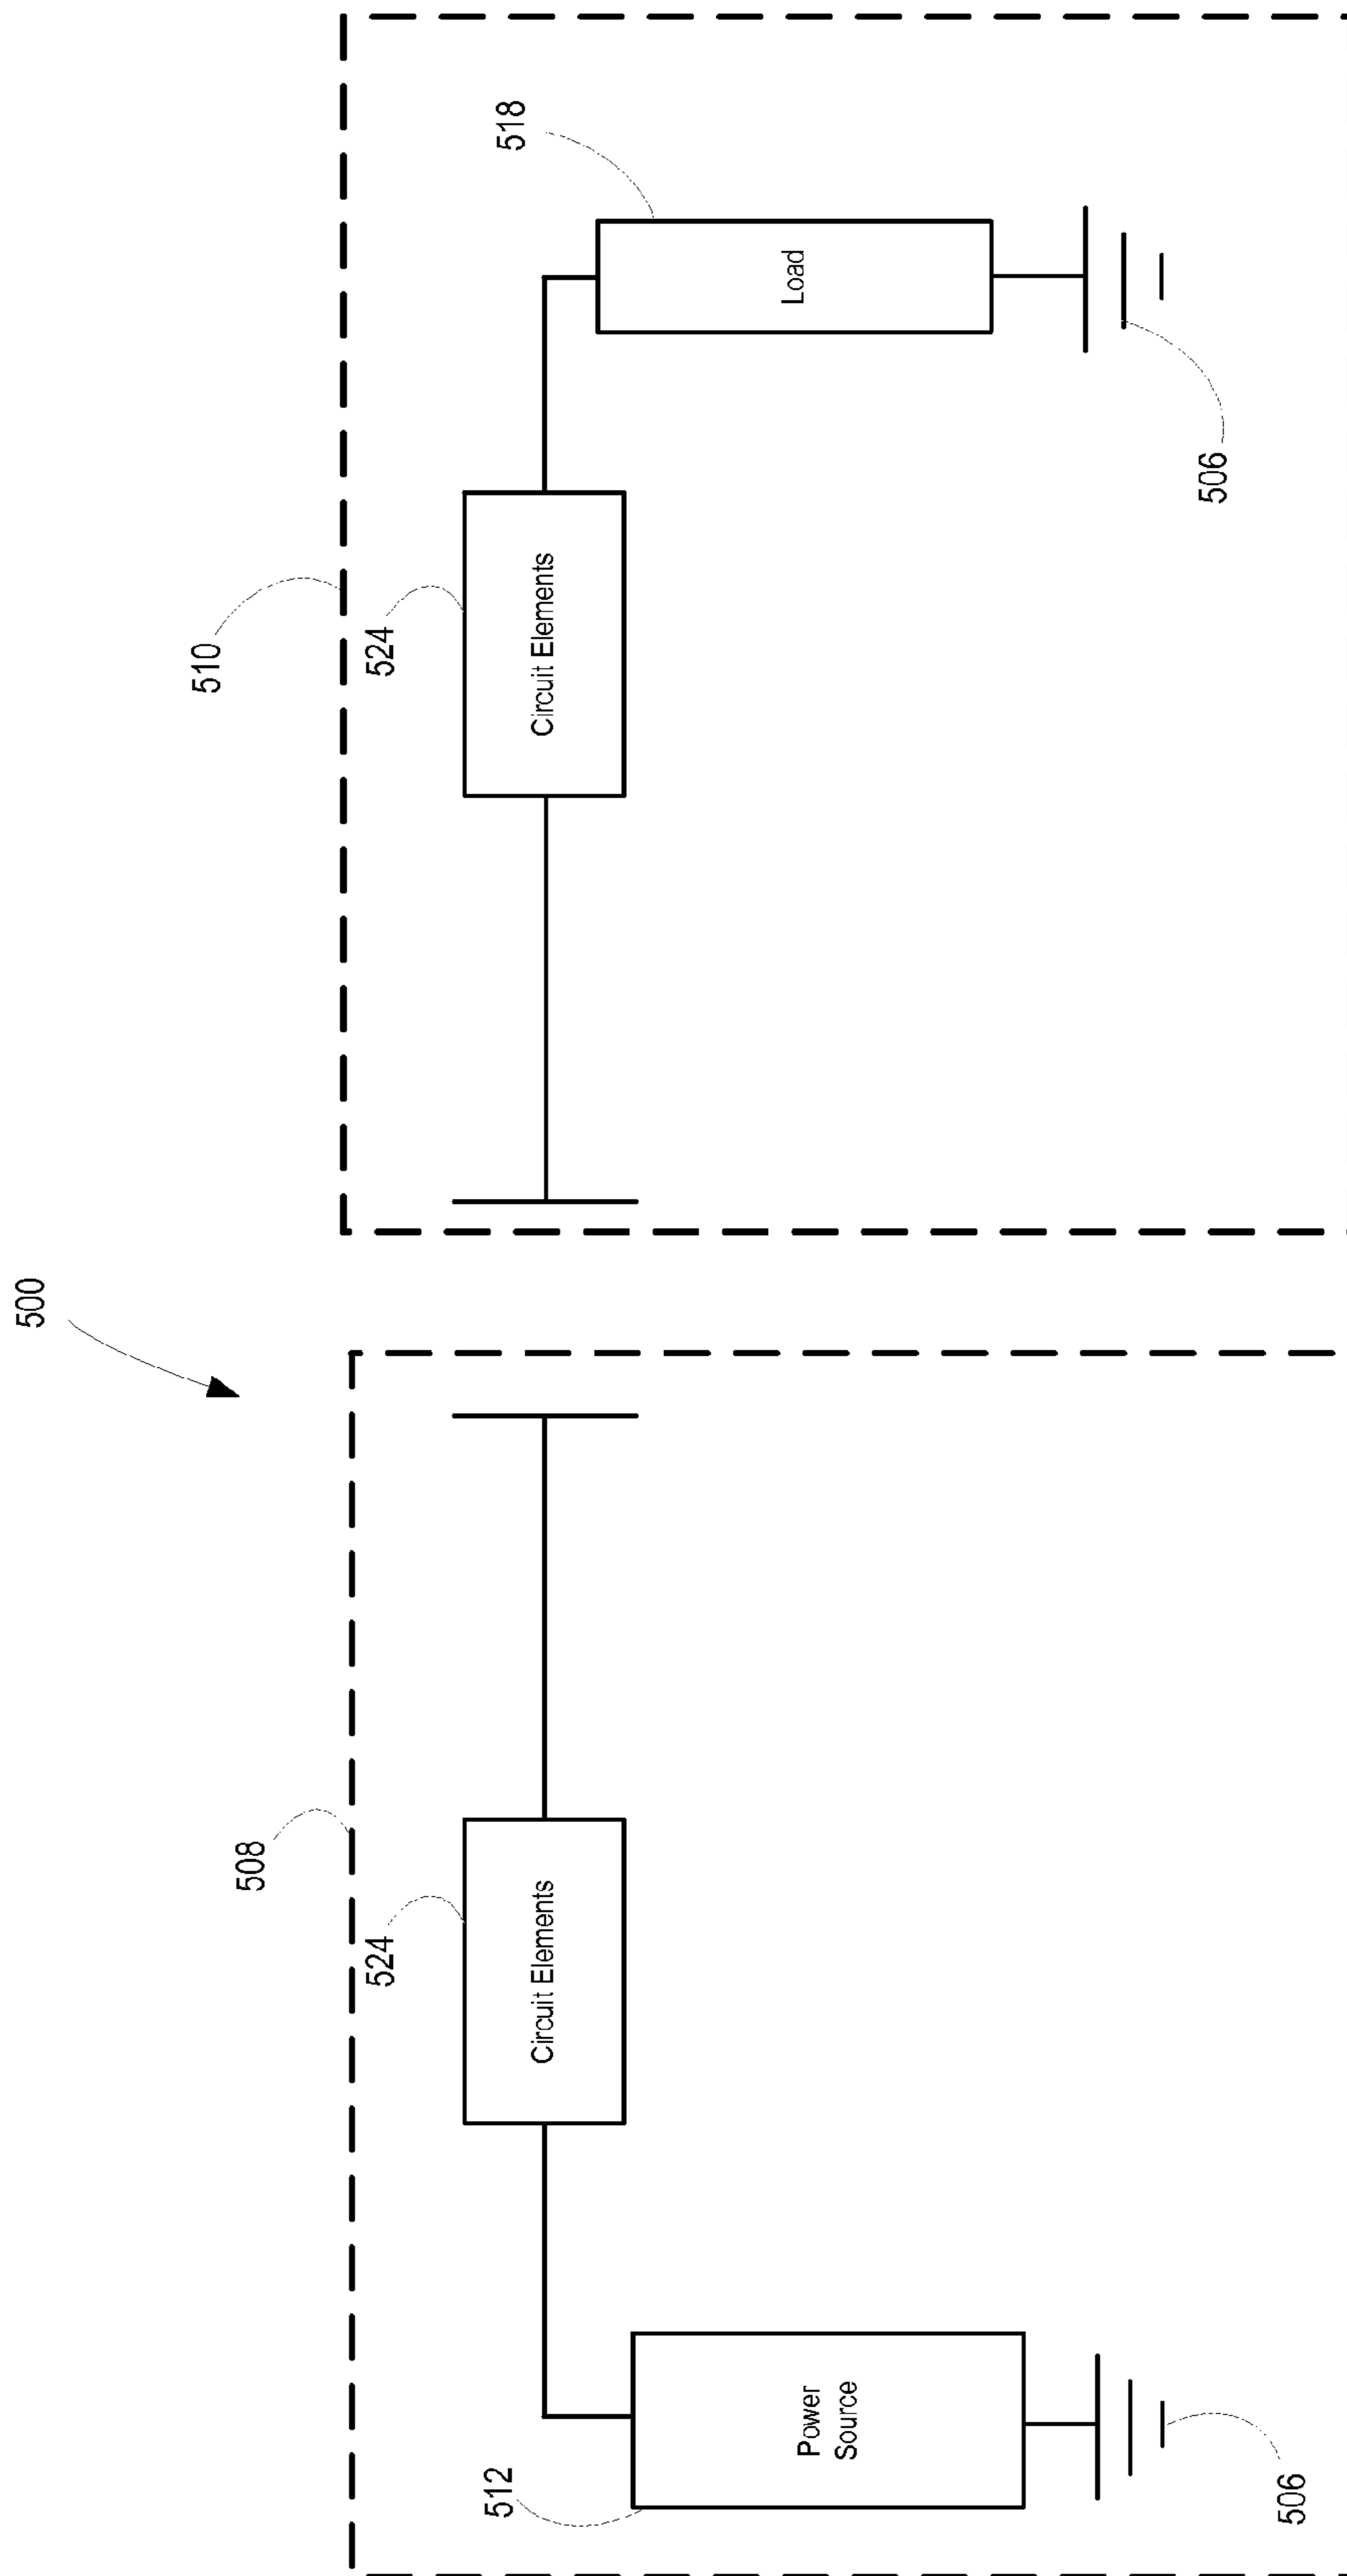 500
508
510
524
Circuit Elements
524
Circuit Elements
512
Power
Source
518
Load
506
506